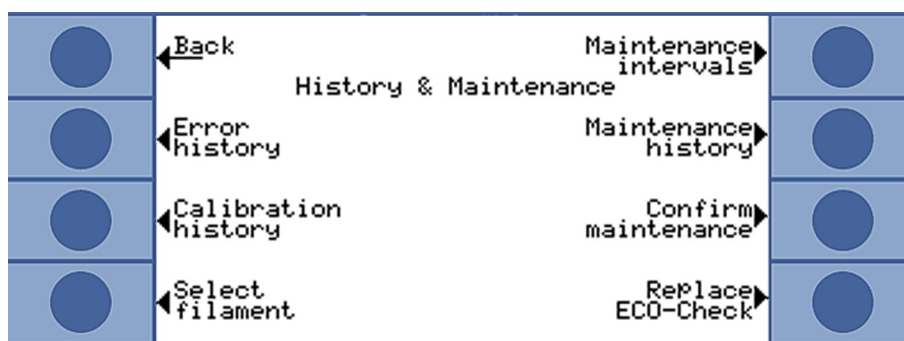 Back
Maintenance
intervals
History & Maintenance
Error
history
Maintenance
history
Calibration
history
Confirm
maintenance
Select
filament
Replace
ECO-Check